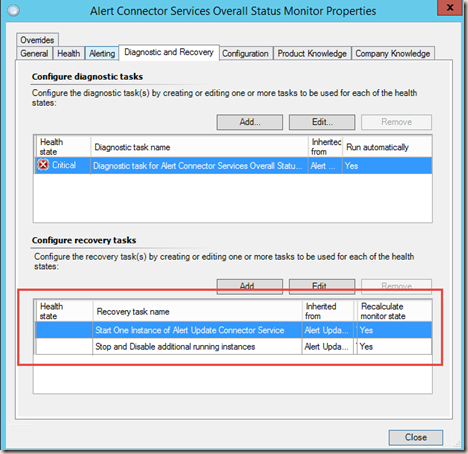 Alert Connector Services Overall Status Monitor Properties
x
Overrides
General Health Alerting Diagnostic and Recovery Configuration Product Knowledge Company Knowledge
Configure diagnostic tasks
Configure the diagnostic task(s) by creating or editing one or more tasks to be used for each of the health
states:
Add... Edit... Remove
Health
state Diagnostic task name Inherited
from Run automatically
Critical Diagnostic task for Alert Connector Services Overall Statu... Alert ... Yes
Configure recovery tasks
Configure the recovery task(s) by creating or editing one or more tasks to be used for each of the health
states:
Add Edit Remove
Health
state Recovery task name Inherited
from Recalculate
monitor state
Start One Instance of Alert Update Connector Service Alert Upda... Yes
Stop and Disable additional running instances Alert Upda... Yes
Close